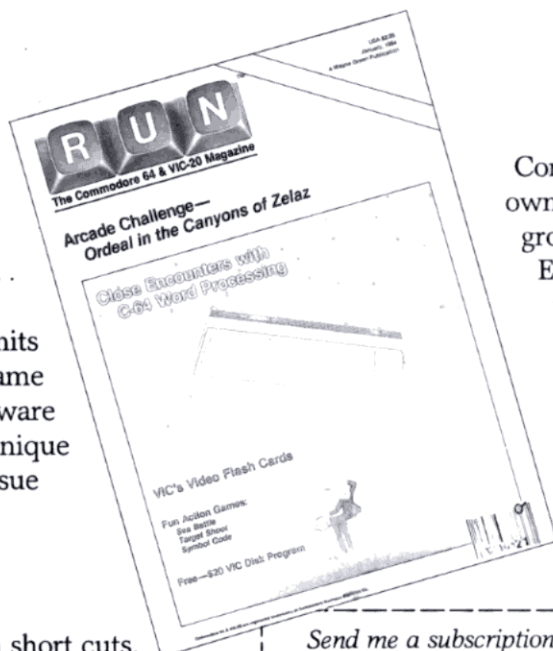 USA $2.95
January, 1984
A Wayne Green Publication
RUN
The Commodore 64 & VIC-20 Magazine
Arcade Challenge—
Ordeal in the Canyons of Zelaz
Close Encounters with
C-64 Word Processing
VIC's Video Flash Cards
Fun Action Games:
Sea Battle
Target Shoot
Symbol Code
Free—$20 VIC Disk Program
Con
own
gro
E
nits
ame
ware
nique
sue
short cuts.
Send me a subscription